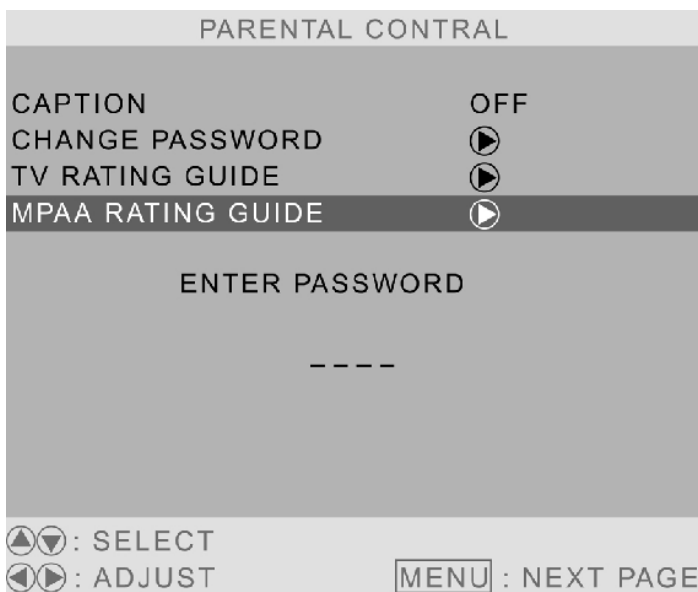 PARENTAL CONTRAL
CAPTION OFF
CHANGE PASSWORD
TV RATING GUIDE
MPAA RATING GUIDE
ENTER PASSWORD
----
: SELECT
: ADJUST MENU : NEXT PAGE